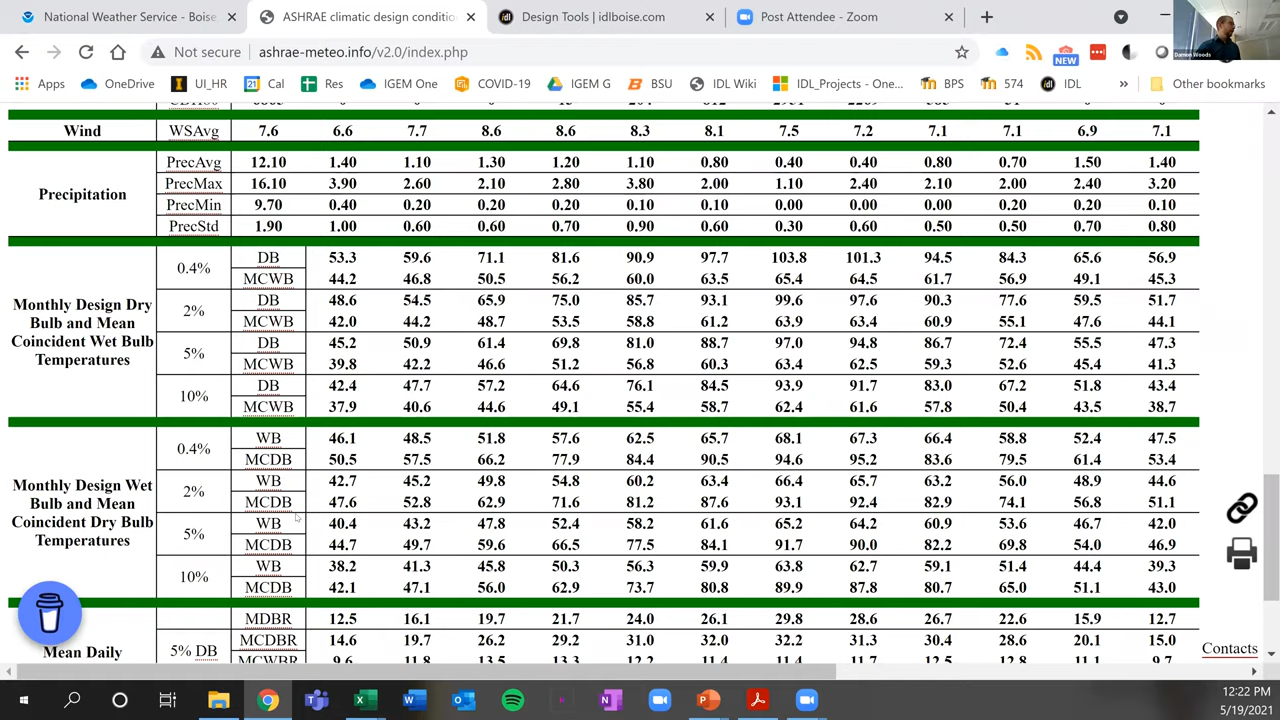 National Weather Service - Boise,
ASHRAE climatic design conditio
Design Tools | idlboise.com
Post Attendee - Zoom
Not secure
ashrae-meteo.info/v2.0/index.php
NEW
Damon Woods
Apps
OneDrive
UI_HR
Cal
Res
IGEM One
COVID-19
IGEM G
BSU
IDL Wiki
IDL_Projects - One...
BPS
574
IDL
»
Other bookmarks
Wind WSAvg 7.6 6.6 7.7 8.6 8.6 8.3 8.1 7.5 7.2 7.1 7.1 6.9 7.1
Precipitation
PrecAvg 12.10 1.40 1.10 1.30 1.20 1.10 0.80 0.40 0.40 0.80 0.70 1.50 1.40
PrecMax 16.10 3.90 2.60 2.10 2.80 3.80 2.00 1.10 2.40 2.10 2.00 2.40 3.20
PrecMin 9.70 0.40 0.20 0.20 0.20 0.10 0.10 0.00 0.00 0.00 0.20 0.20 0.10
PrecStd 1.90 1.00 0.60 0.60 0.70 0.90 0.60 0.30 0.60 0.50 0.50 0.70 0.80
Monthly Design Dry
Bulb and Mean
Coincident Wet Bulb
Temperatures
0.4%
DB 53.3 59.6 71.1 81.6 90.9 97.7 103.8 101.3 94.5 84.3 65.6 56.9
MCWB 44.2 46.8 50.5 56.2 60.0 63.5 65.4 64.5 61.7 56.9 49.1 45.3
2%
DB 48.6 54.5 65.9 75.0 85.7 93.1 99.6 97.6 90.3 77.6 59.5 51.7
MCWB 42.0 44.2 48.7 53.5 58.8 61.2 63.9 63.4 60.9 55.1 47.6 44.1
5%
DB 45.2 50.9 61.4 69.8 81.0 88.7 97.0 94.8 86.7 72.4 55.5 47.3
MCWB 39.8 42.2 46.6 51.2 56.8 60.3 63.4 62.5 59.3 52.6 45.4 41.3
10%
DB 42.4 47.7 57.2 64.6 76.1 84.5 93.9 91.7 83.0 67.2 51.8 43.4
MCWB 37.9 40.6 44.6 49.1 55.4 58.7 62.4 61.6 57.8 50.4 43.5 38.7
Monthly Design Wet
Bulb and Mean
Coincident Dry Bulb
Temperatures
0.4%
WB 46.1 48.5 51.8 57.6 62.5 65.7 68.1 67.3 66.4 58.8 52.4 47.5
MCDB 50.5 57.5 66.2 77.9 84.4 90.5 94.6 95.2 83.6 79.5 61.4 53.4
2%
WB 42.7 45.2 49.8 54.8 60.2 63.4 66.4 65.7 63.2 56.0 48.9 44.6
MCDB 47.6 52.8 62.9 71.6 81.2 87.6 93.1 92.4 82.9 74.1 56.8 51.1
5%
WB 40.4 43.2 47.8 52.4 58.2 61.6 65.2 64.2 60.9 53.6 46.7 42.0
MCDB 44.7 49.7 59.6 66.5 77.5 84.1 91.7 90.0 82.2 69.8 54.0 46.9
10%
WB 38.2 41.3 45.8 50.3 56.3 59.9 63.8 62.7 59.1 51.4 44.4 39.3
MCDB 42.1 47.1 56.0 62.9 73.7 80.8 89.9 87.8 80.7 65.0 51.1 43.0
Mean Daily
MDBR 12.5 16.1 19.7 21.7 24.0 26.1 29.8 28.6 26.7 22.6 15.9 12.7
5% DB
MCDBR 14.6 19.7 26.2 29.2 31.0 32.0 32.2 31.3 30.4 28.6 20.1 15.0
MCWBR 9.6 11.8 13.5 13.3 12.2 11.4 11.4 11.7 12.5 12.8 11.1 9.7
Contacts
12:22 PM
5/19/2021